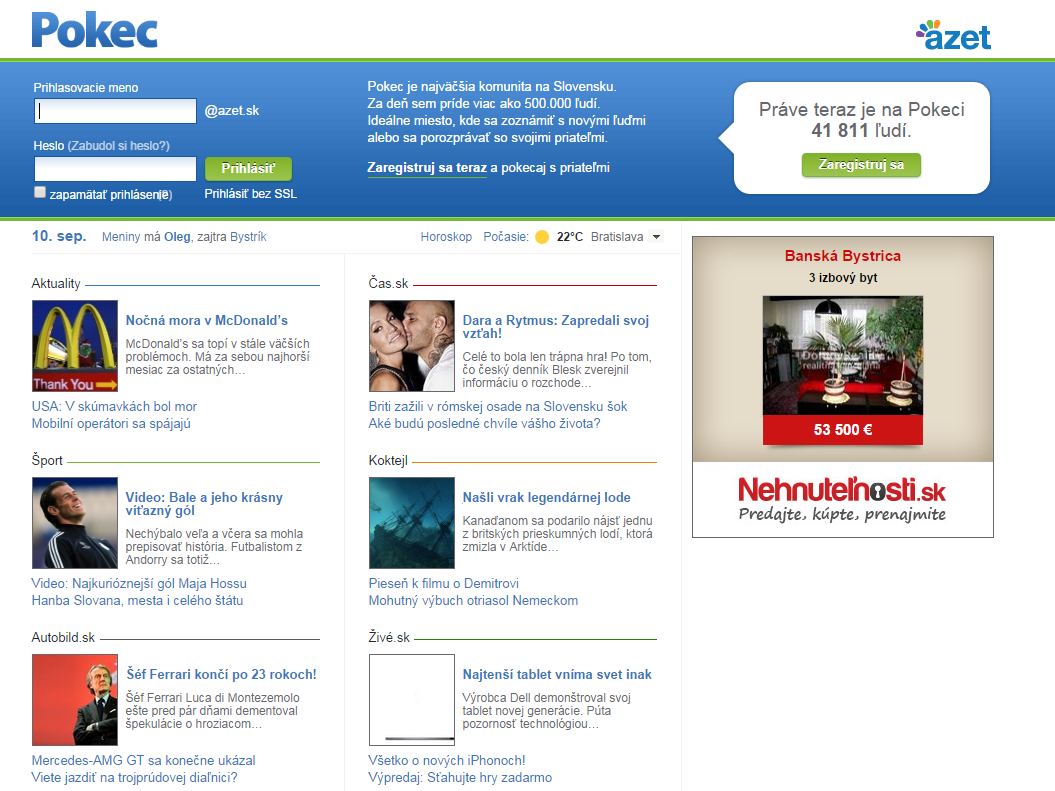 Pokec
azet
Prihlasovacie meno
@azet.sk
Heslo (Zabudol si heslo?)
Prihlásiť
zapamätať prihlásenie(?)
Prihlásiť bez SSL
Pokec je najväčšia komunita na Slovensku.
Za deň sem príde viac ako 500.000 ľudí.
Ideálne miesto, kde sa zoznámiť s novými ľuďmi
alebo sa porozprávať so svojimi priateľmi.
Zaregistruj sa teraz a pokecaj s priateľmi
Práve teraz je na Pokeci
41 811 ľudí.
Zaregistruj sa
10. sep. Meniny má Oleg, zajtra Bystrík
Horoskop Počasie: 22°C Bratislava
Aktuality
Nočná mora v McDonald's
McDonald's sa topí v stále väčších
problémoch. Má za sebou najhorší
mesiac za ostatných...
Thank You
USA: V skúmavkách bol mor
Mobilní operátori sa spájajú
Čas.sk
Dara a Rytmus: Zapredali svoj
vzťah!
Celé to bola len trápna hra! Po tom,
čo český denník Blesk zverejnil
informáciu o rozchode...
Briti zažili v rómskej osade na Slovensku šok
Aké budú posledné chvíle vášho života?
Šport
Video: Bale a jeho krásny
víťazný gól
Nechýbalo veľa a včera sa mohla
prepisovať história. Futbalistom z
Andorry sa totiž...
Video: Najkurióznejší gól Maja Hossu
Hanba Slovana, mesta i celého štátu
Koktejl
Našli vrak legendárnej lode
Kanaďanom sa podarilo nájsť jednu
z britských prieskumných lodí, ktorá
zmizla v Arktíde...
Pieseň k filmu o Demitrovi
Mohutný výbuch otriasol Nemeckom
Autobild.sk
Šéf Ferrari končí po 23 rokoch!
Šéf Ferrari Luca di Montezemolo
ešte pred pár dňami dementoval
špekulácie o hroziacom...
Mercedes-AMG GT sa konečne ukázal
Viete jazdiť na trojprúdovej diaľnici?
Živé.sk
Najtenší tablet vníma svet inak
Výrobca Dell demonštroval svoj
tablet novej generácie. Púta
pozornosť technológiou...
Všetko o nových iPhonoch!
Výpredaj: Sťahujte hry zadarmo
Banská Bystrica
3 izbový byt
53 500 €
Nehnuteľnosti.sk
Predajte, kúpte, prenajmite